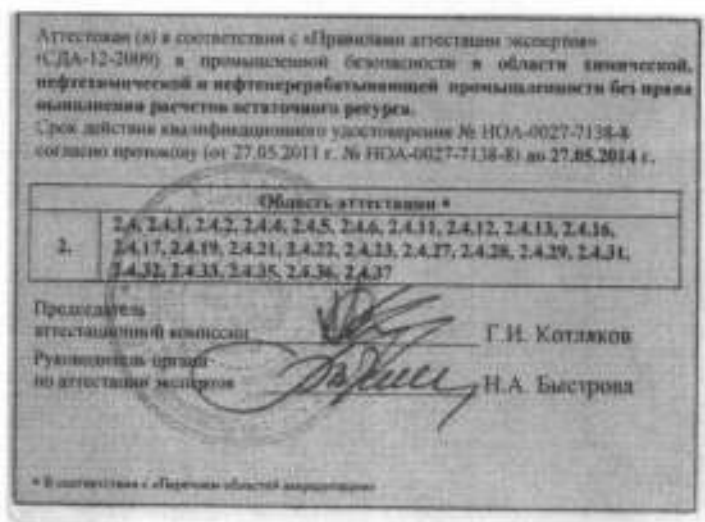 Аттестован (а) в соответствии с «Правилами аттестации экспертов»
(СДА-12-2009) в промышленной безопасности в области химической,
нефтехимической и нефтеперерабатывающей промышленности без права
выполнения расчетов остаточного ресурса.
Срок действия квалификационного удостоверения № НОА-0027-7138-8
согласно протоколу (от 27.05.2011 г. № НОА-0027-7138-8) до 27.05.2014 г.
Область аттестации *
2.
2.4, 2.4.1, 2.4.2, 2.4.4, 2.4.5, 2.4.6, 2.4.11, 2.4.12, 2.4.13, 2.4.16,
2.4.17, 2.4.19, 2.4.21, 2.4.22, 2.4.23, 2.4.27, 2.4.28, 2.4.29, 2.4.31,
2.4.32, 2.4.33, 2.4.35, 2.4.36, 2.4.37
Председатель
аттестационной комиссии
Г.И. Котляков
Руководитель органа
по аттестации экспертов
Н.А. Быстрова
* В соответствии с «Перечнем областей аккредитации»